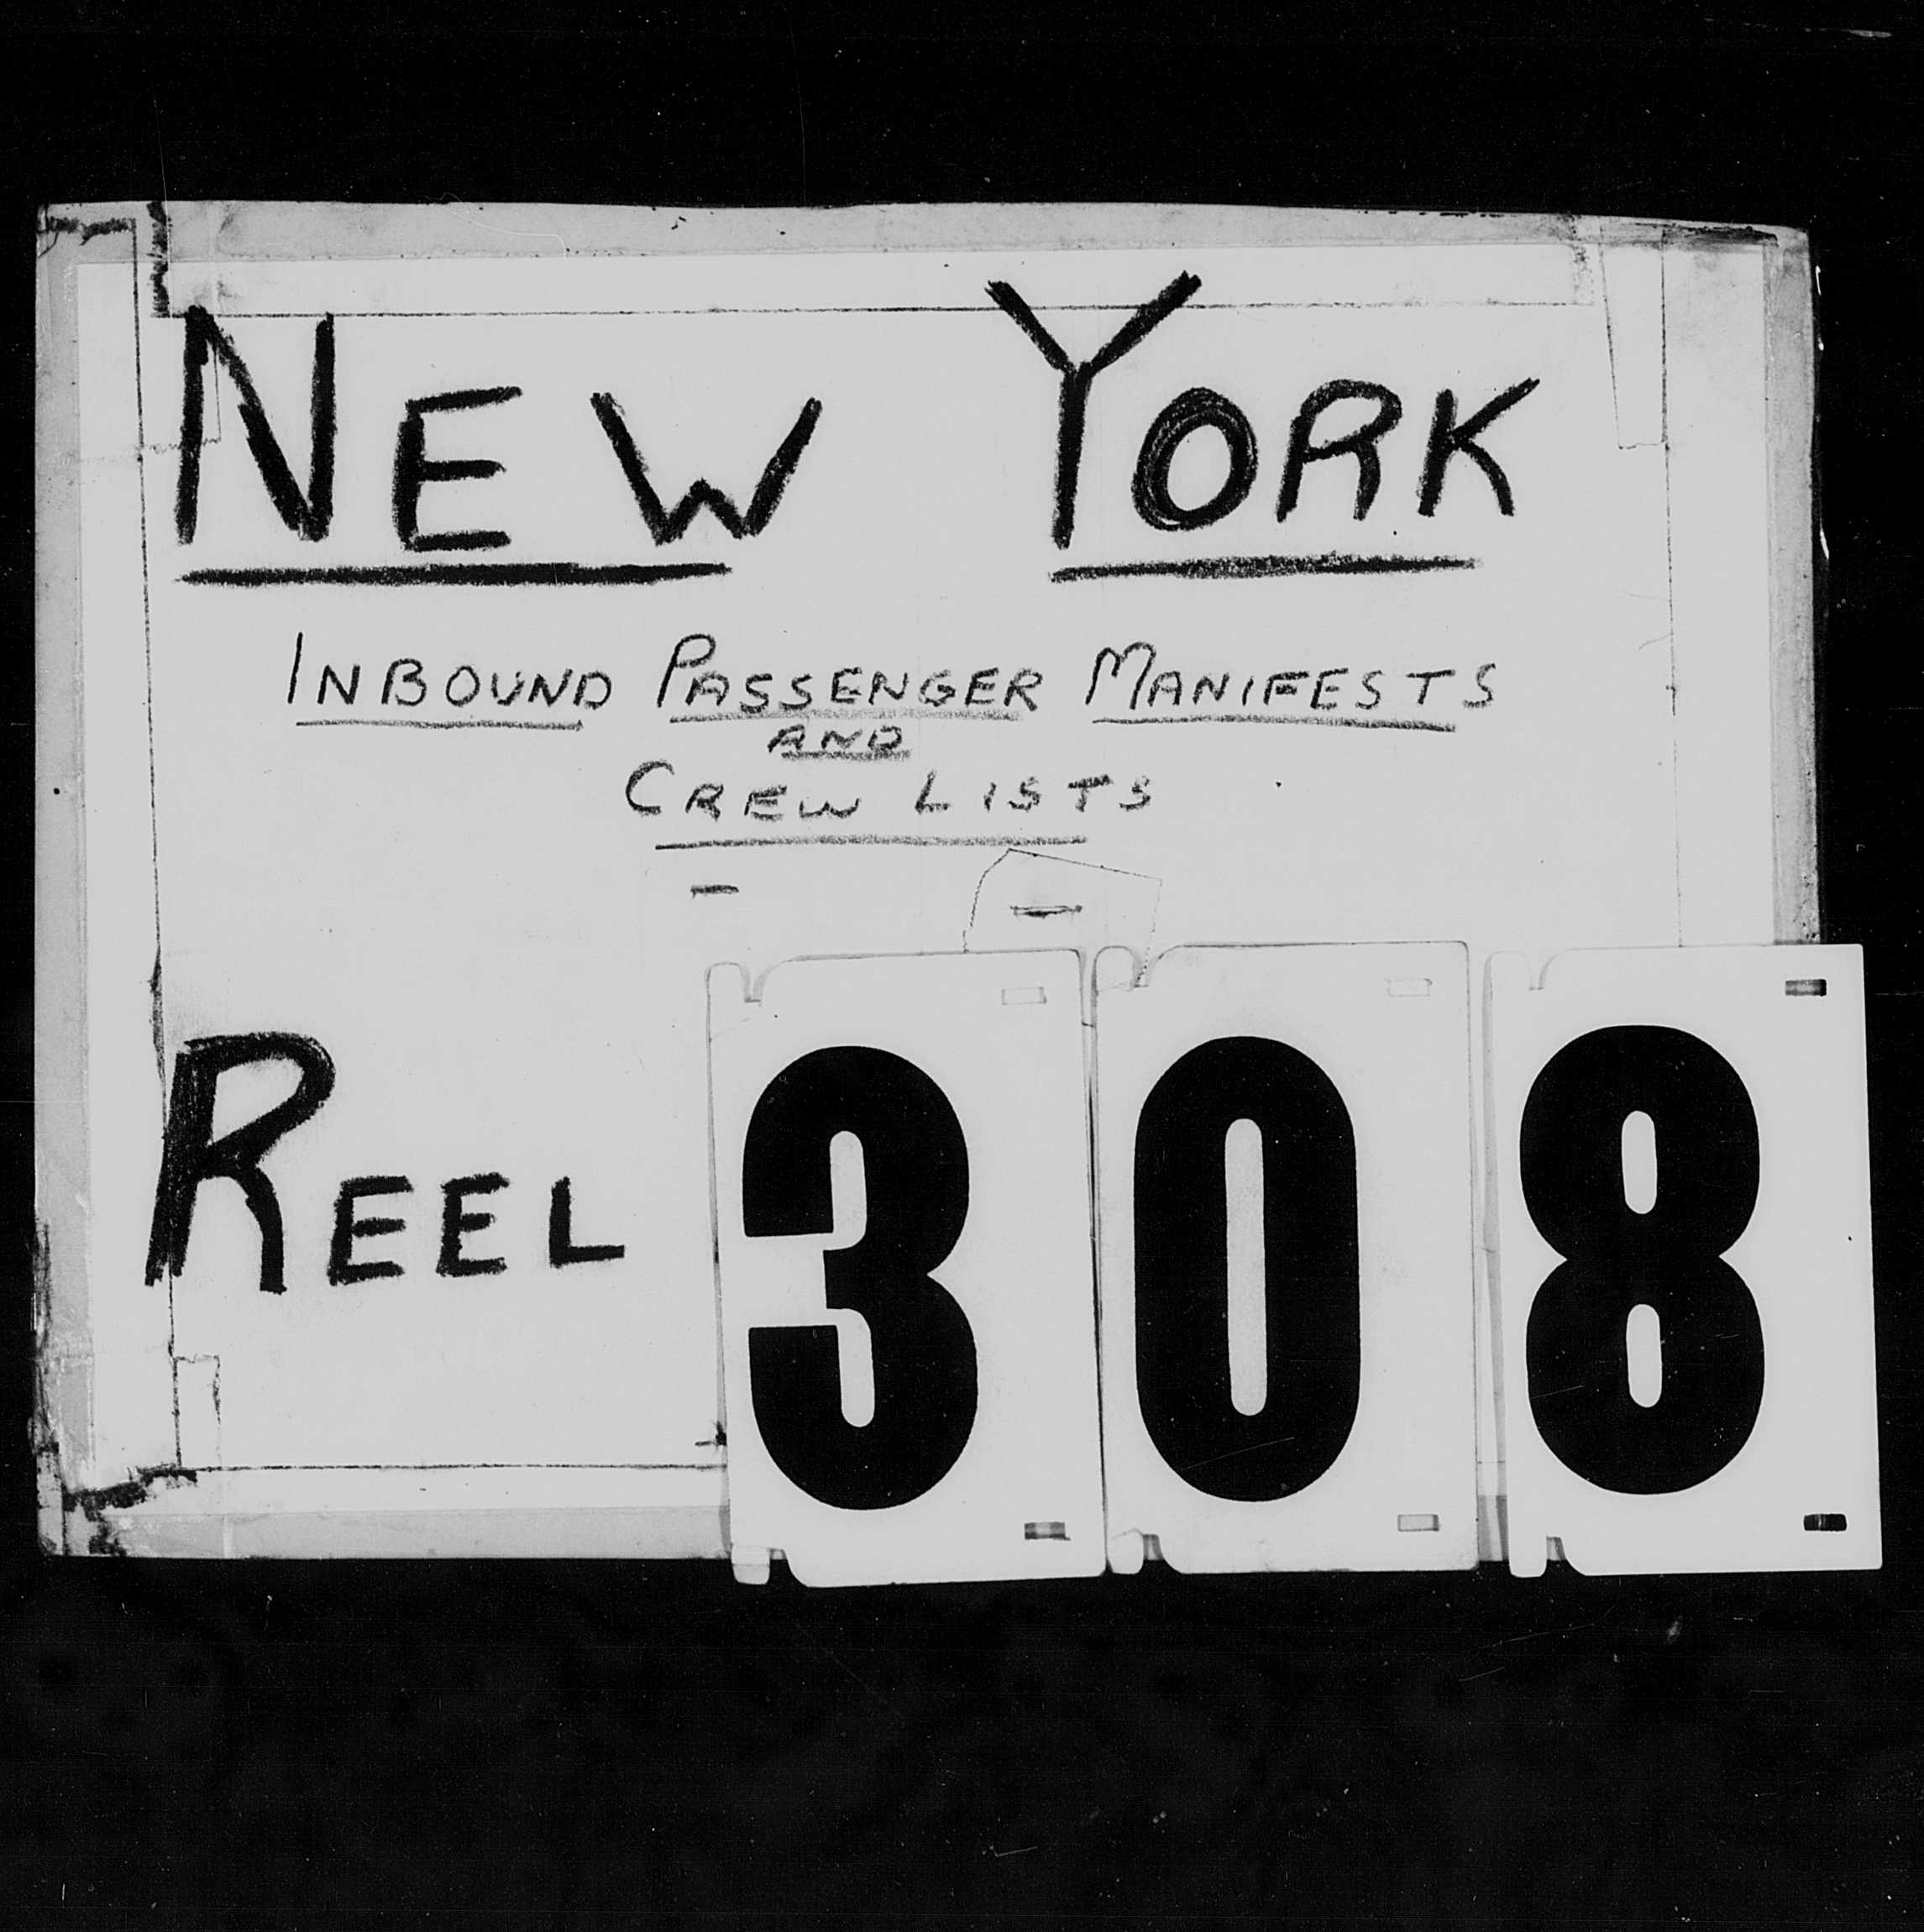 NEW YORK
INBOUND PASSENGER MANIFESTS
AND
CREW LISTS
REEL 308